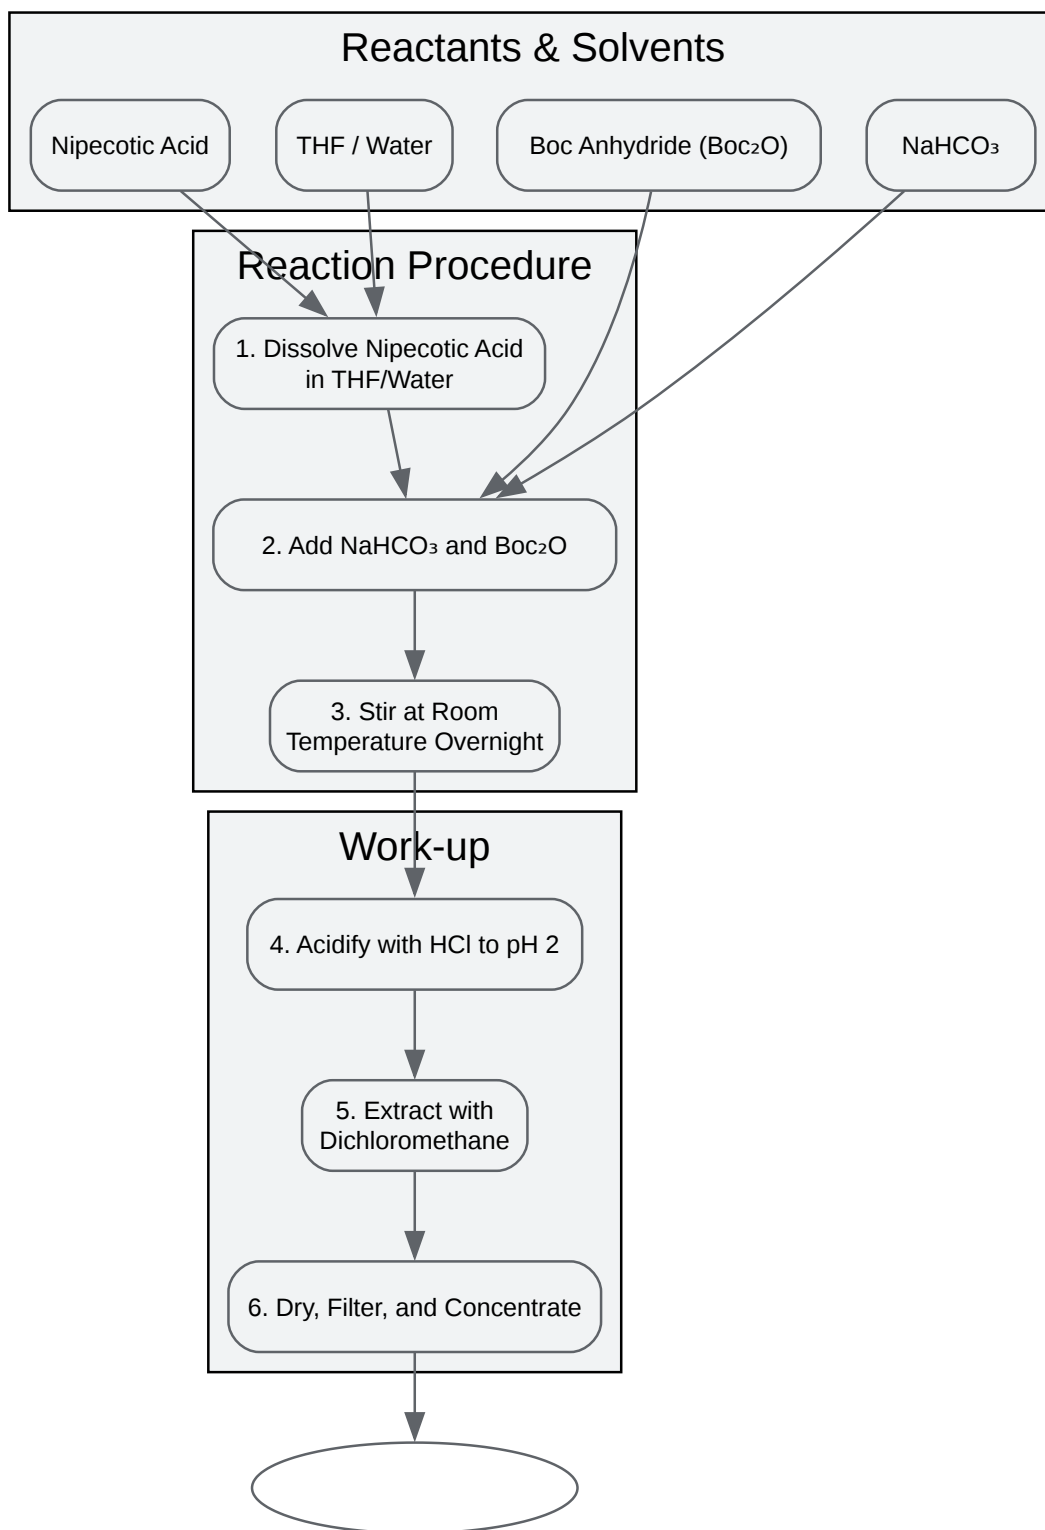 Reactants & Solvents
Nipecotic Acid
THF / Water
Boc Anhydride (Boc₂O)
NaHCO₃
Reaction Procedure
1. Dissolve Nipecotic Acid
in THF/Water
2. Add NaHCO₃ and Boc₂O
3. Stir at Room
Temperature Overnight
Work-up
4. Acidify with HCl to pH 2
5. Extract with
Dichloromethane
6. Dry, Filter, and Concentrate